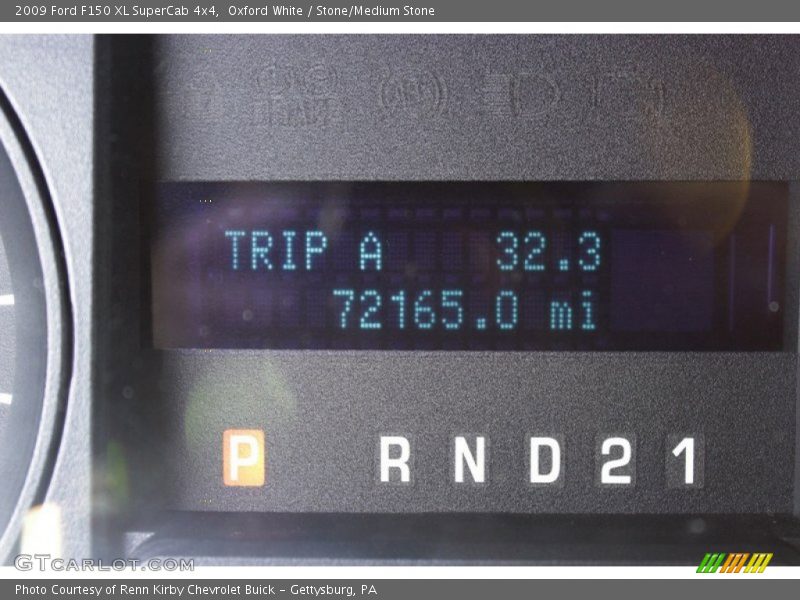 2009 Ford F150 XL SuperCab 4x4,  Oxford White / Stone/Medium Stone
TRIP A 32.3
72165.0 mi
P R N D 2 1
GTCARLOT.COM
Photo Courtesy of Renn Kirby Chevrolet Buick – Gettysburg, PA